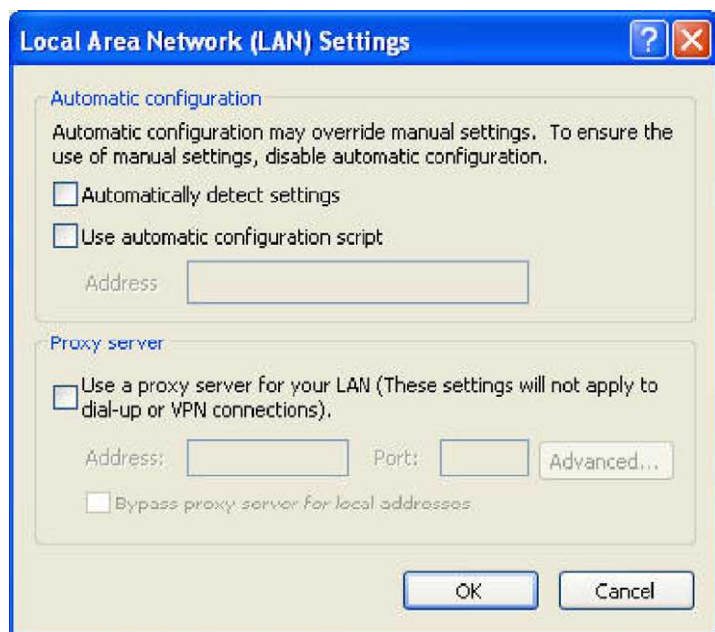 Local Area Network (LAN) Settings
Automatic configuration
Automatic configuration may override manual settings. To ensure the
use of manual settings, disable automatic configuration.
Automatically detect settings
Use automatic configuration script
Address
Proxy server
Use a proxy server for your LAN (These settings will not apply to
dial-up or VPN connections).
Address: Port: Advanced...
Bypass proxy server for local addresses
OK Cancel